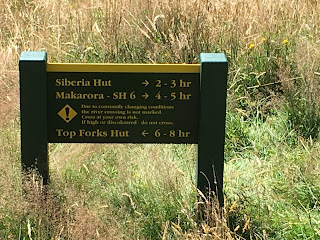 Siberia Hut → 2 - 3 hr
Makarora - SH 6 → 4 - 5 hr
Due to constantly changing conditions
the river crossing is not marked.
Cross at your own risk.
If high or discoloured - do not cross.
Top Forks Hut ← 6 - 8 hr